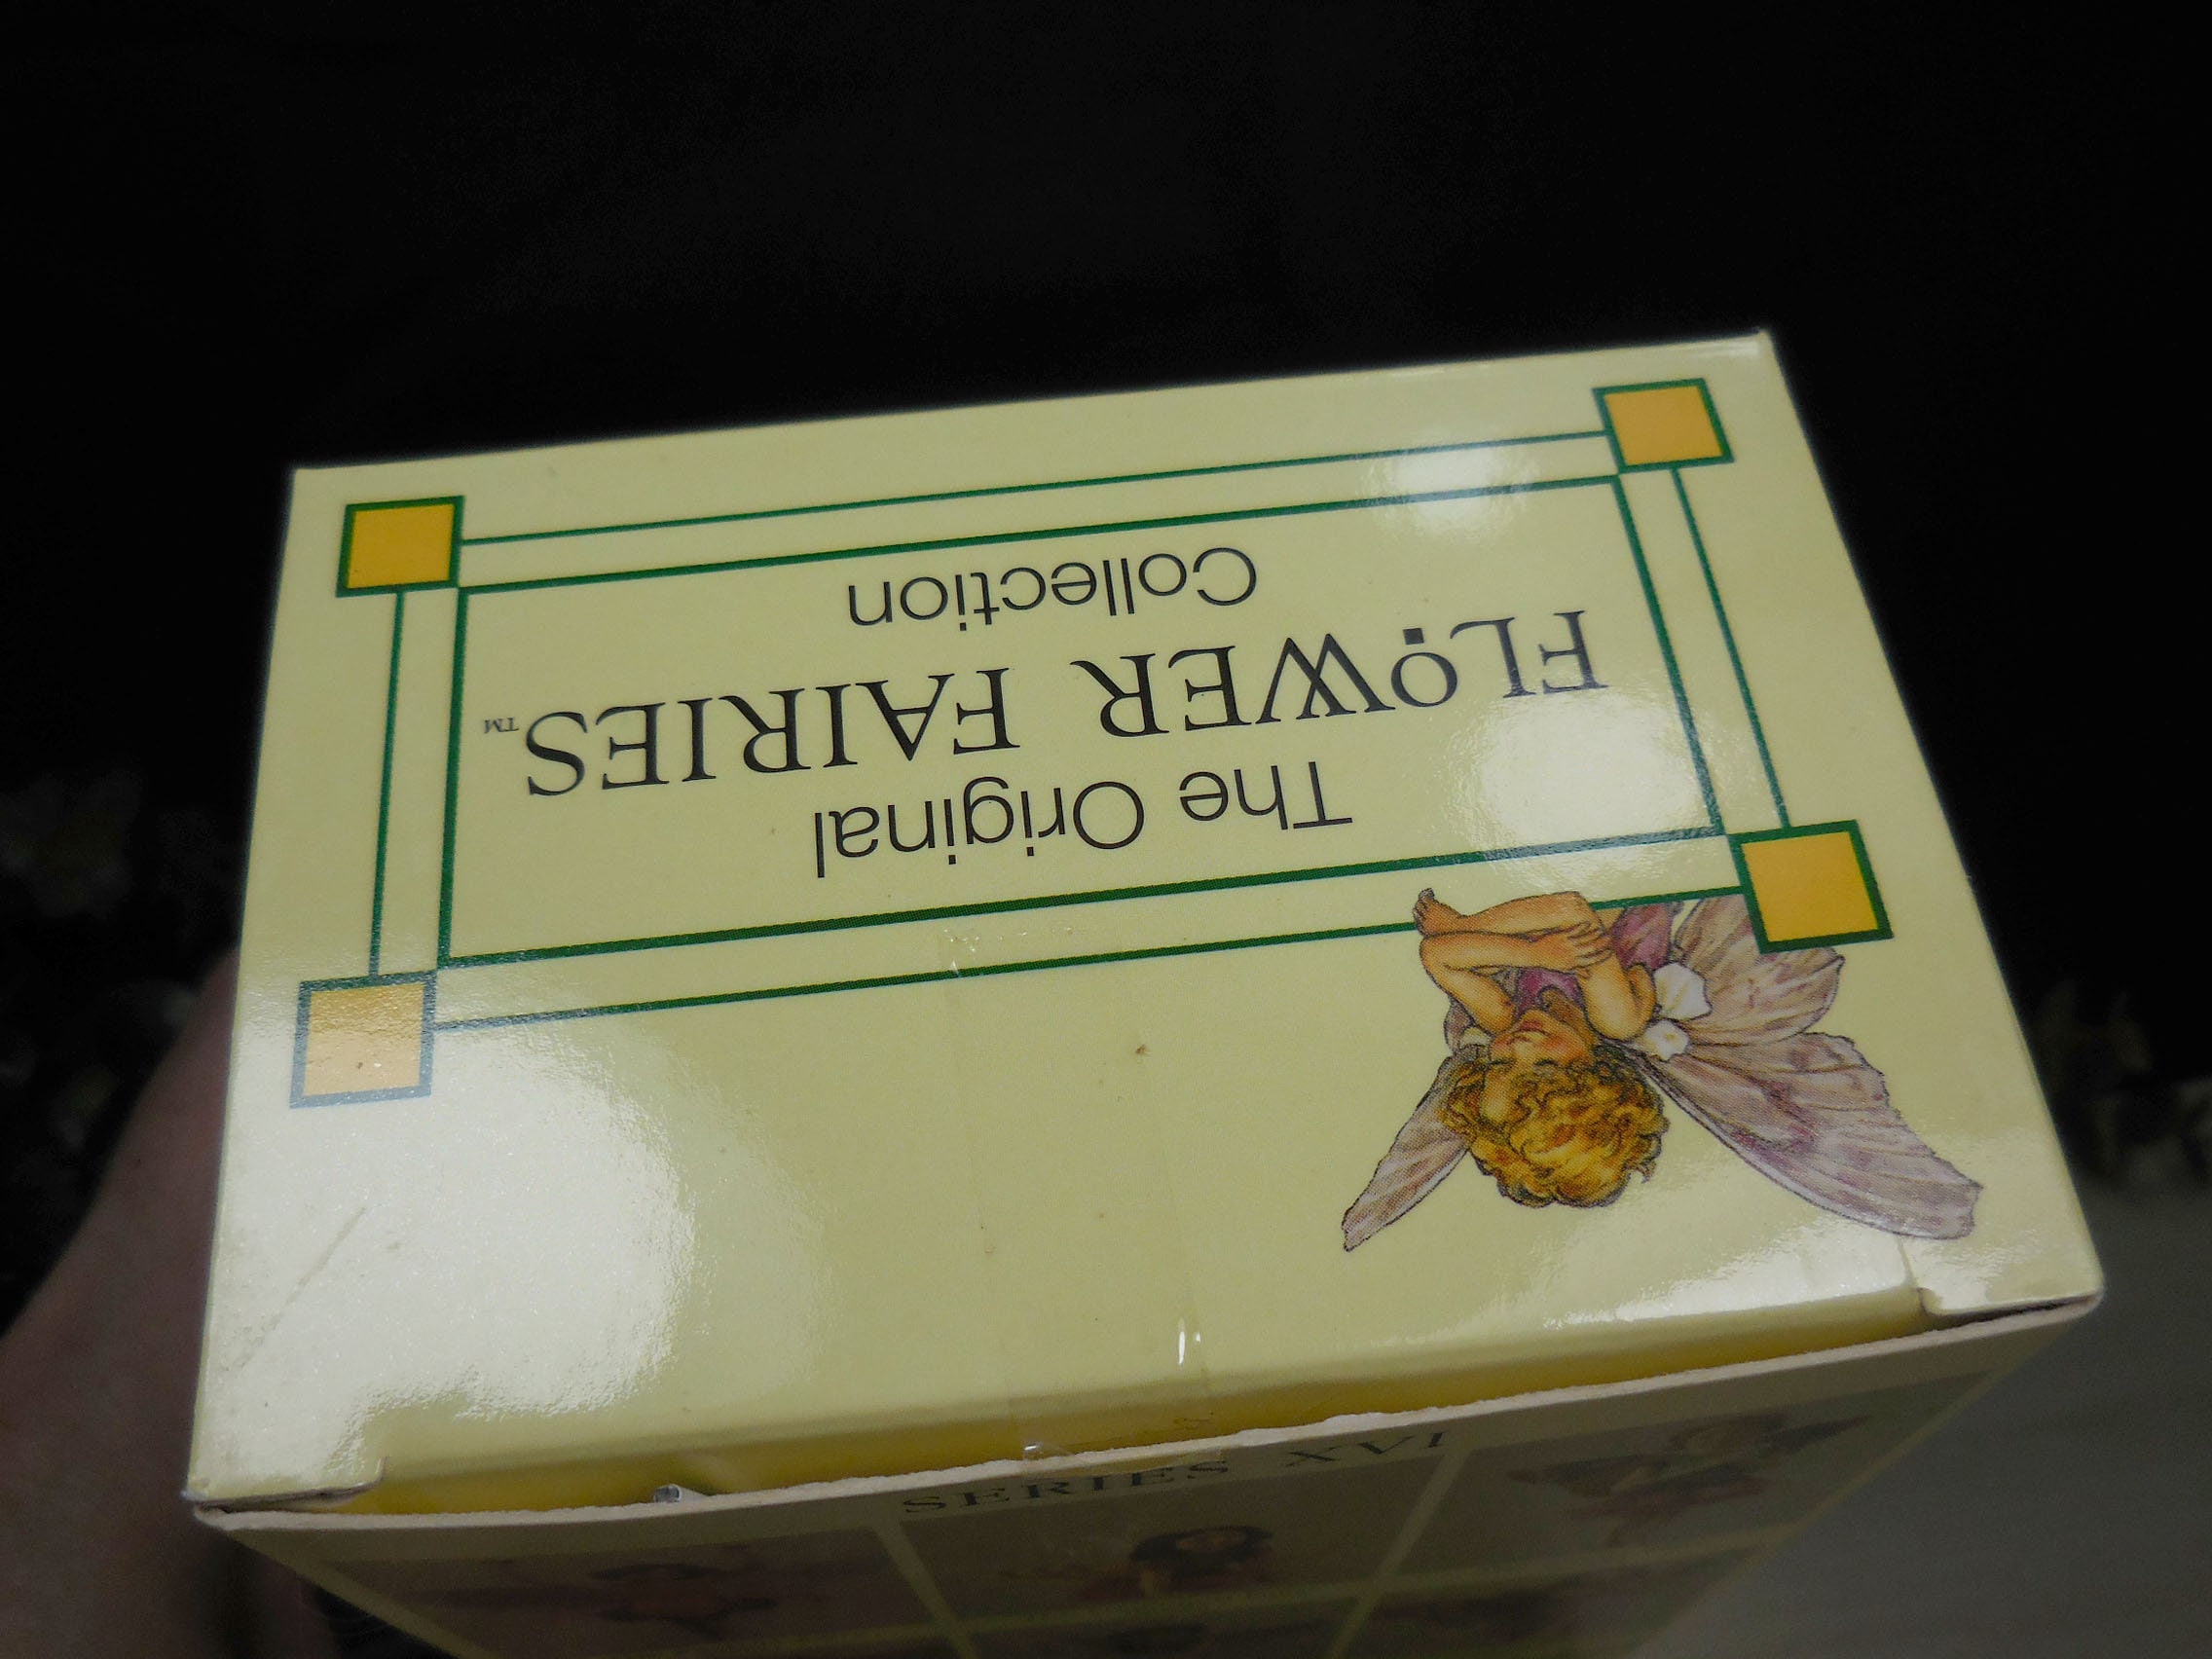 The Original
FLOWER FAIRIES™
Collection
SERIES XVI